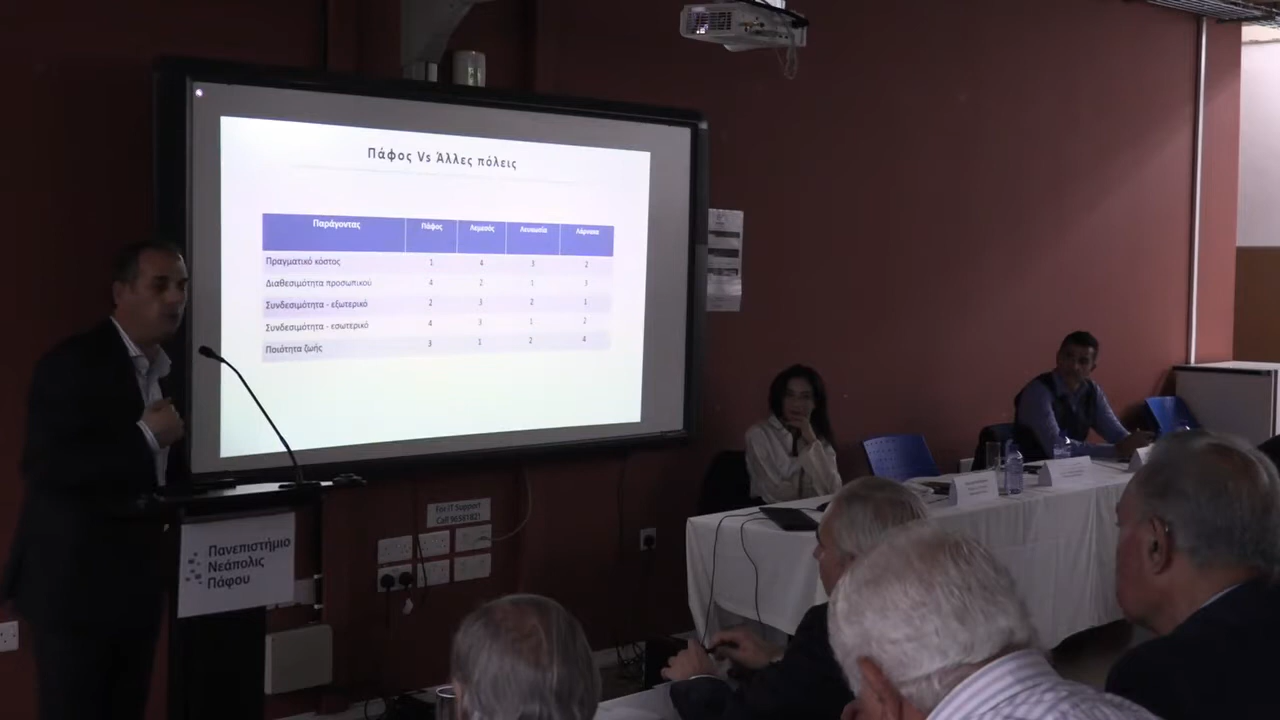 Πάφος Vs Άλλες πόλεις
Παράγοντας Πάφος Λεμεσός Λευκωσία Λάρνακα
Πραγματικό κόστος 1 4 3 2
Διαθεσιμότητα προσωπικού 4 2 1 3
Συνδεσιμότητα - εξωτερικό 2 3 2 1
Συνδεσιμότητα - εσωτερικό 4 3 1 2
Ποιότητα ζωής 3 1 2 4
For IT Support
Call 96581821
Πανεπιστήμιο
Νεάπολις
Πάφου